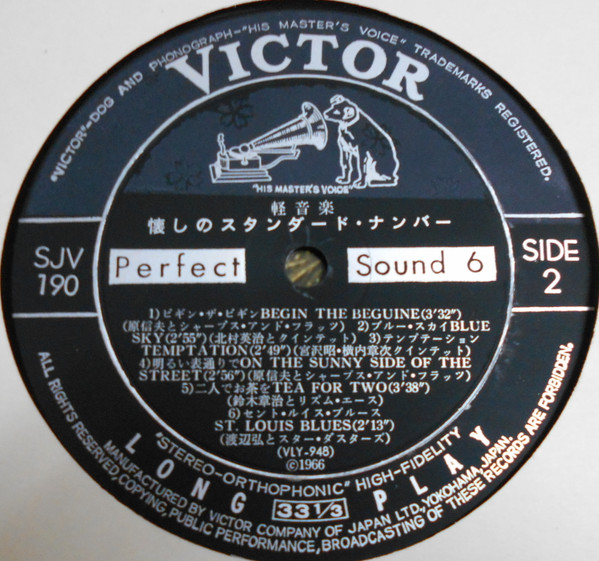 "VICTOR"-DOG AND PHONOGRAPH-"HIS MASTER'S VOICE" TRADEMARKS REGISTERED.
VICTOR
"HIS MASTER'S VOICE"
軽音楽
懐しのスタンダード・ナンバー
SJV
190
Perfect
Sound 6
SIDE
2
1)ビギン・ザ・ビギンBEGIN THE BEGUINE(3'32")
(原信夫とシャープス・アンド・フラッツ) 2)ブルー・スカイBLUE
SKY(2'55")(北村英治とクインテット) 3)テンプテーション
TEMPTATION(2'49")(宮沢昭・横内章次クインテット)
4)明るい表通りでON THE SUNNY SIDE OF THE
STREET(2'56")(原信夫とシャープス・アンド・フラッツ)
5)二人でお茶をTEA FOR TWO(3'38")
(鈴木章治とリズム・エース)
6)セント・ルイス・ブルース
ST. LOUIS BLUES(2'13")
(渡辺弘とスター・ダスターズ)
(VLY-948)
©1966
"STEREO-ORTHOPHONIC" HIGH-FIDELITY
LONG 33 1/3 PLAY
MANUFACTURED BY VICTOR COMPANY OF JAPAN LTD., YOKOHAMA, JAPAN.
ALL RIGHTS RESERVED, COPYING, PUBLIC PERFORMANCE, BROADCASTING OF THESE RECORDS ARE FORBIDDEN.